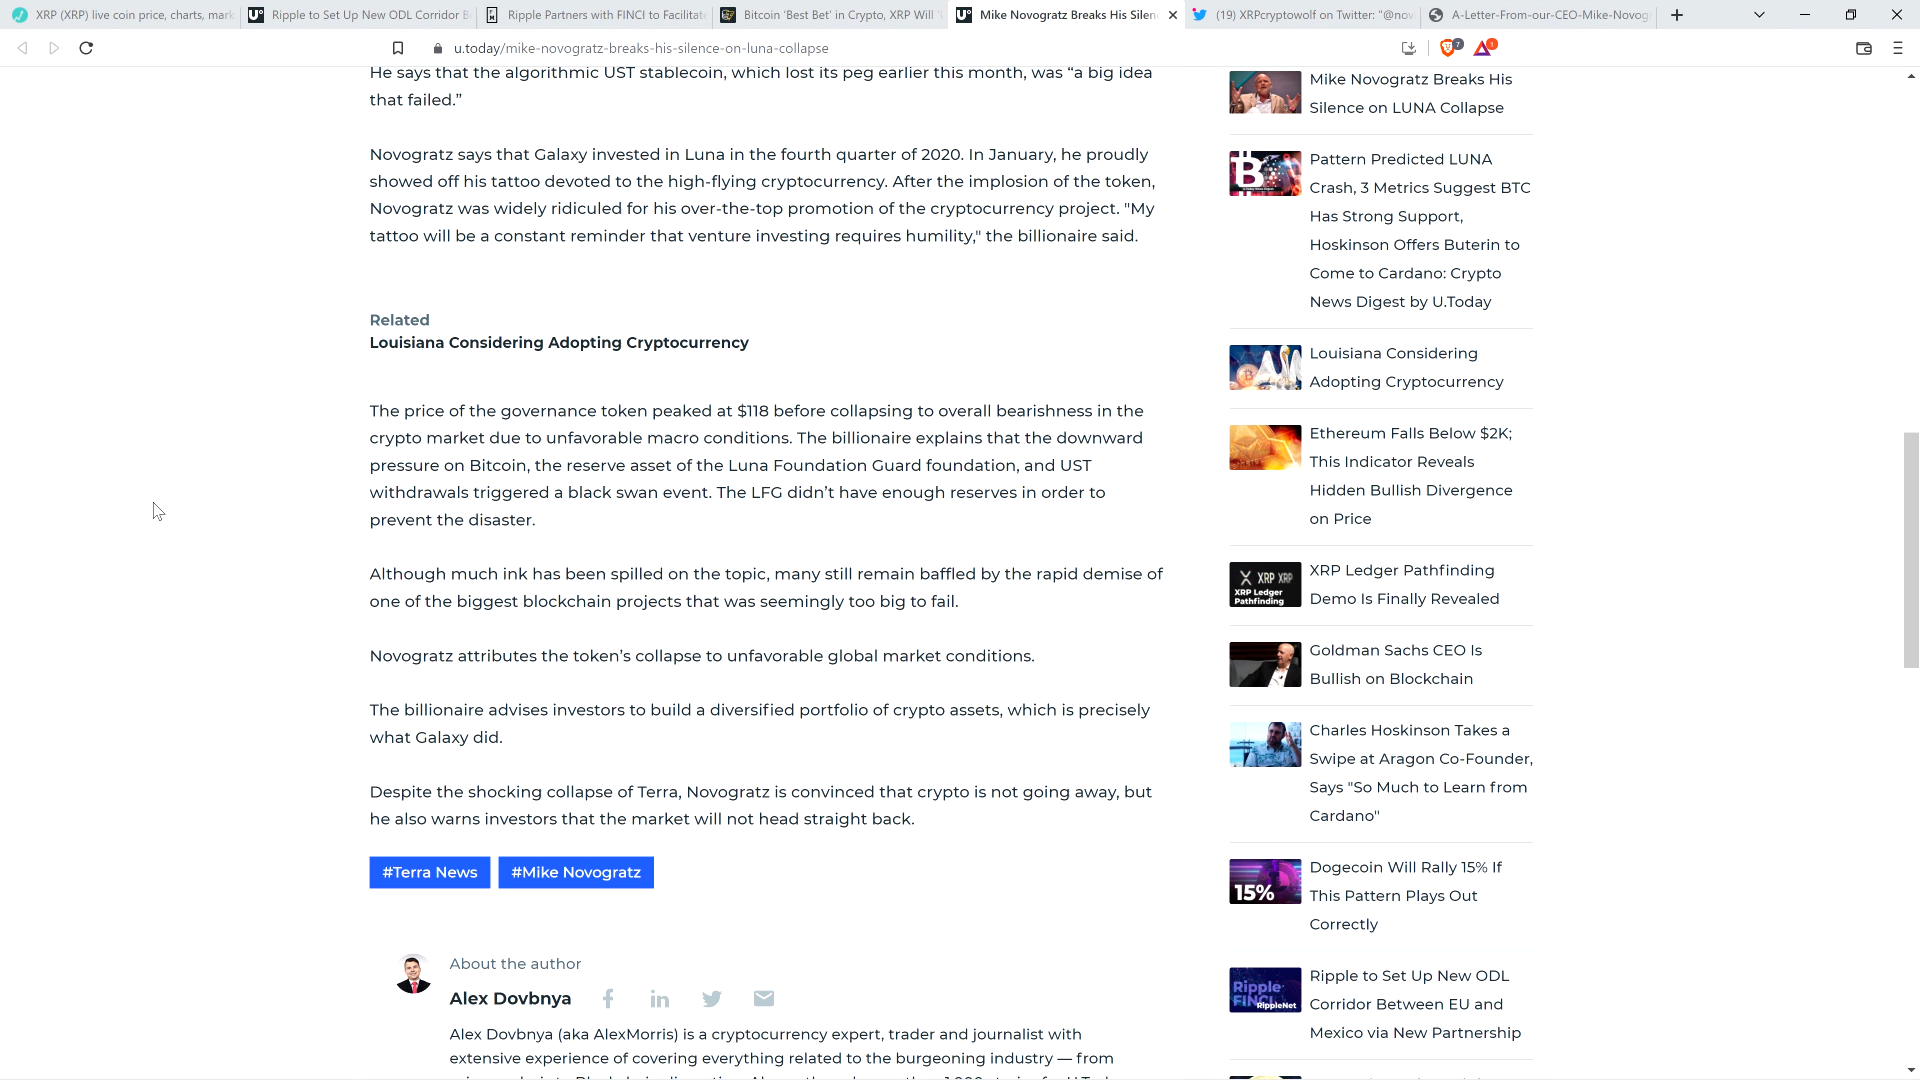 XRP (XRP) live coin price, charts, mark
Ripple to Set Up New ODL Corridor B
Ripple Partners with FINCI to Facilitate
Bitcoin 'Best Bet' in Crypto, XRP Will '
Mike Novogratz Breaks His Silen
(19) XRPcryptowolf on Twitter: "@nov
A-Letter-From-our-CEO-Mike-Novog
u.today/mike-novogratz-breaks-his-silence-on-luna-collapse
7
1
He says that the algorithmic UST stablecoin, which lost its peg earlier this month, was “a big idea
that failed.”
Novogratz says that Galaxy invested in Luna in the fourth quarter of 2020. In January, he proudly
showed off his tattoo devoted to the high-flying cryptocurrency. After the implosion of the token,
Novogratz was widely ridiculed for his over-the-top promotion of the cryptocurrency project. "My
tattoo will be a constant reminder that venture investing requires humility," the billionaire said.
Related
Louisiana Considering Adopting Cryptocurrency
The price of the governance token peaked at $118 before collapsing to overall bearishness in the
crypto market due to unfavorable macro conditions. The billionaire explains that the downward
pressure on Bitcoin, the reserve asset of the Luna Foundation Guard foundation, and UST
withdrawals triggered a black swan event. The LFG didn’t have enough reserves in order to
prevent the disaster.
Although much ink has been spilled on the topic, many still remain baffled by the rapid demise of
one of the biggest blockchain projects that was seemingly too big to fail.
Novogratz attributes the token’s collapse to unfavorable global market conditions.
The billionaire advises investors to build a diversified portfolio of crypto assets, which is precisely
what Galaxy did.
Despite the shocking collapse of Terra, Novogratz is convinced that crypto is not going away, but
he also warns investors that the market will not head straight back.
#Terra News
#Mike Novogratz
About the author
Alex Dovbnya
Alex Dovbnya (aka AlexMorris) is a cryptocurrency expert, trader and journalist with
extensive experience of covering everything related to the burgeoning industry — from
Mike Novogratz Breaks His
Silence on LUNA Collapse
Pattern Predicted LUNA
Crash, 3 Metrics Suggest BTC
Has Strong Support,
Hoskinson Offers Buterin to
Come to Cardano: Crypto
News Digest by U.Today
Louisiana Considering
Adopting Cryptocurrency
Ethereum Falls Below $2K;
This Indicator Reveals
Hidden Bullish Divergence
on Price
XRP XRP
XRP Ledger
Pathfinding
XRP Ledger Pathfinding
Demo Is Finally Revealed
Goldman Sachs CEO Is
Bullish on Blockchain
Charles Hoskinson Takes a
Swipe at Aragon Co-Founder,
Says "So Much to Learn from
Cardano"
15%
Dogecoin Will Rally 15% If
This Pattern Plays Out
Correctly
Ripple
FINCI
RippleNet
Ripple to Set Up New ODL
Corridor Between EU and
Mexico via New Partnership